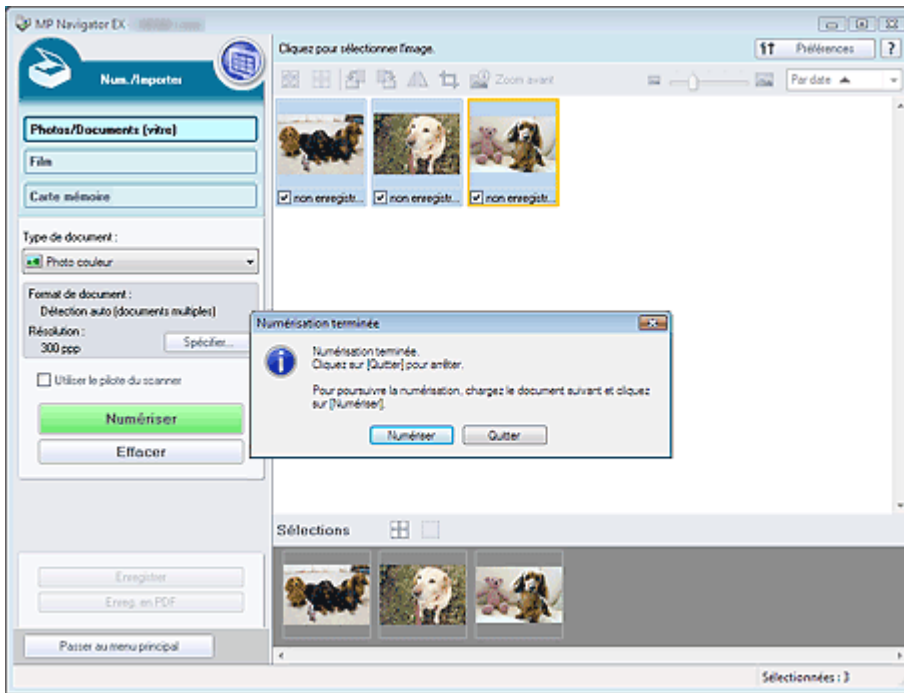 MP Navigator EX
Num./Importer
Photos/Documents (vitre)
Film
Carte mémoire
Type de document :
Photo couleur
Format de document :
Détection auto (documents multiples)
Résolution :
300 ppp
Spécifier...
Utiliser le pilote du scanner
Numériser
Effacer
Enregistrer
Enreg. en PDF
Passer au menu principal
Cliquez pour sélectionner l'image.
Préférences
?
Zoom avant
Par date
non enregistr...
non enregistr...
non enregistr...
Numérisation terminée
Numérisation terminée.
Cliquez sur [Quitter] pour arrêter.
Pour poursuivre la numérisation, chargez le document suivant et cliquez
sur [Numériser].
Numériser
Quitter
Sélections
Sélectionnées : 3